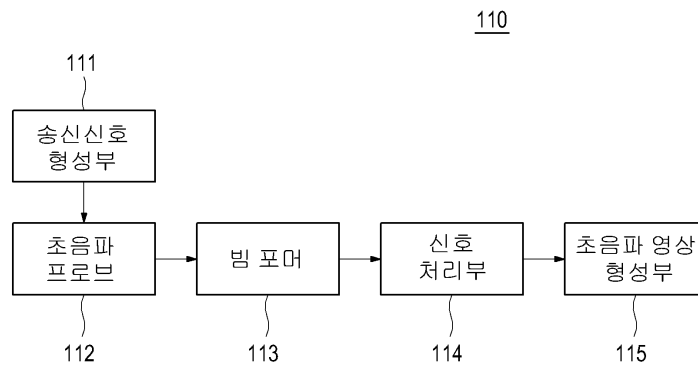 110
111
송신신호
형성부
초음파
프로브
빔 포머
신호
처리부
초음파 영상
형성부
112
113
114
115